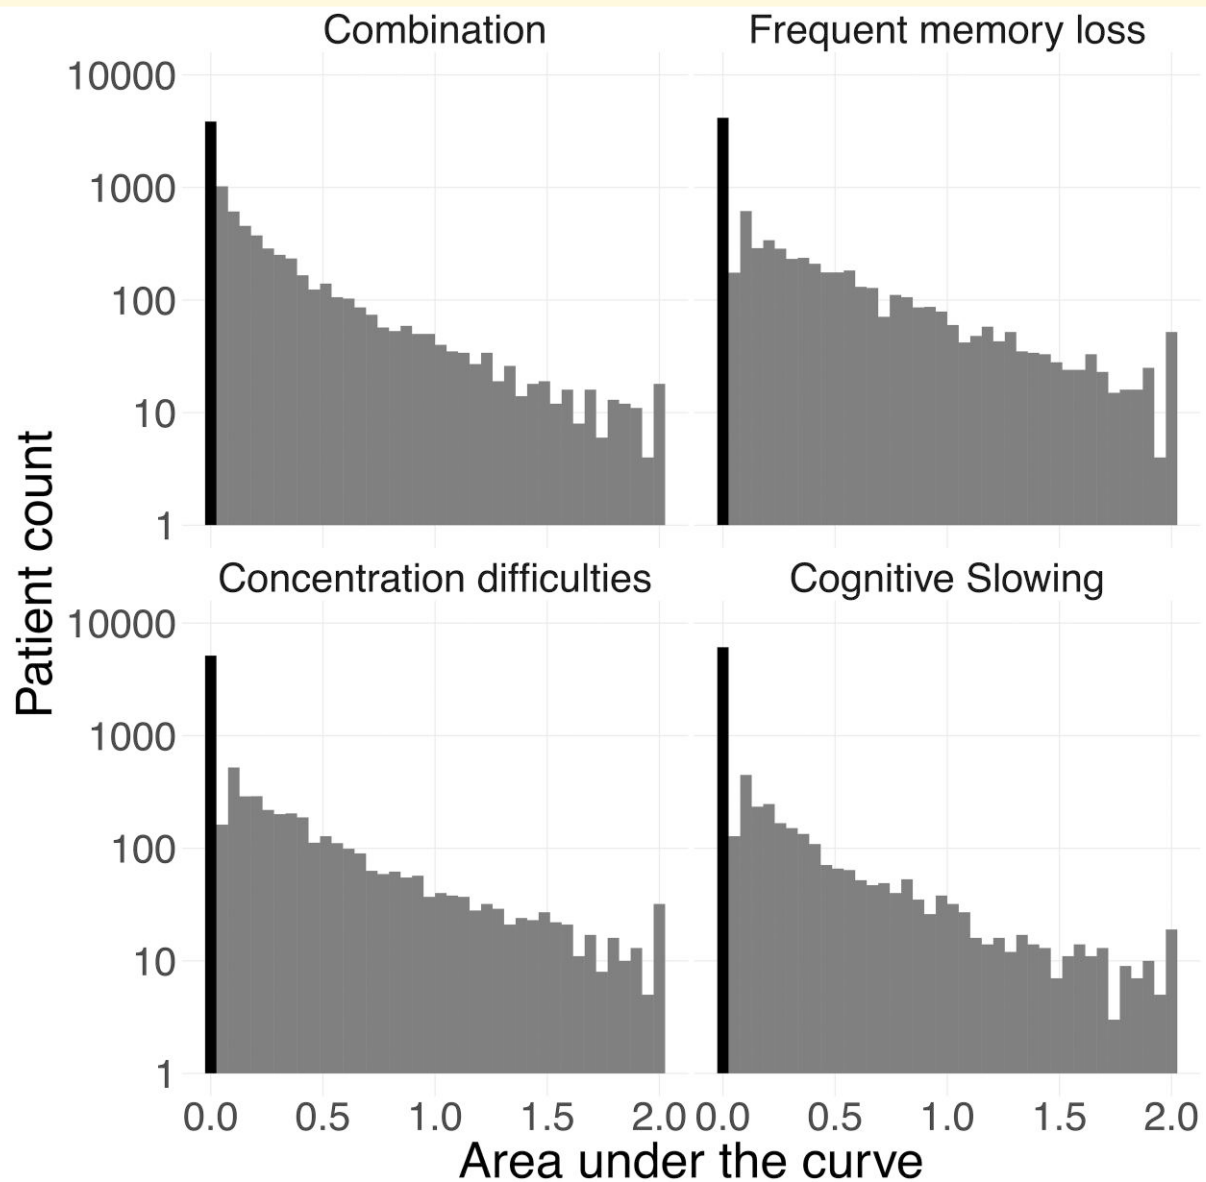 Combination
Frequent memory loss
10000
1000
100
10
1
Patient count
Concentration difficulties
Cognitive Slowing
10000
1000
100
10
1
0.0 0.5 1.0 1.5 2.0 0.0 0.5 1.0 1.5 2.0
Area under the curve